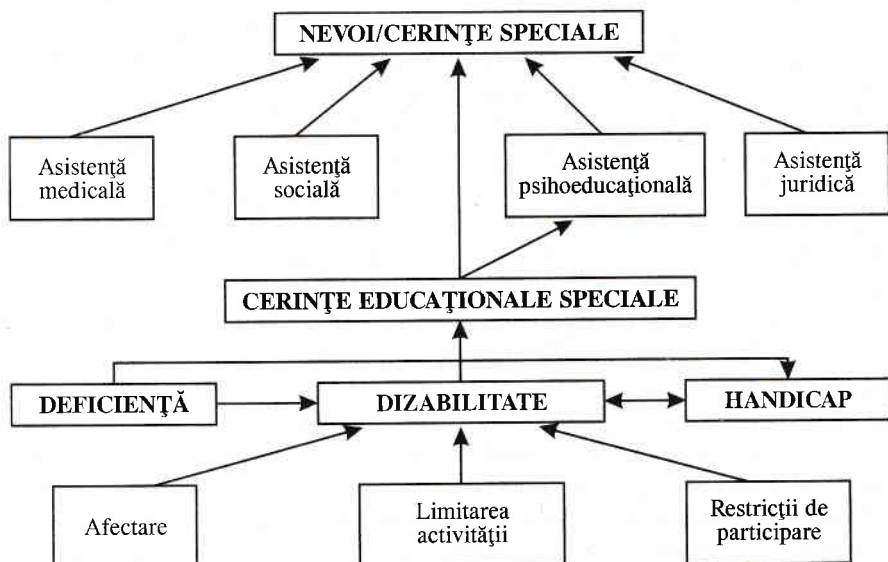 NEVOI/CERINŢE SPECIALE
Asistenţă
medicală
Asistenţă
socială
Asistenţă
psihoeducaţională
Asistenţă
juridică
CERINŢE EDUCAŢIONALE SPECIALE
DEFICIENŢĂ
DIZABILITATE
HANDICAP
Afectare
Limitarea
activităţii
Restricţii de
participare